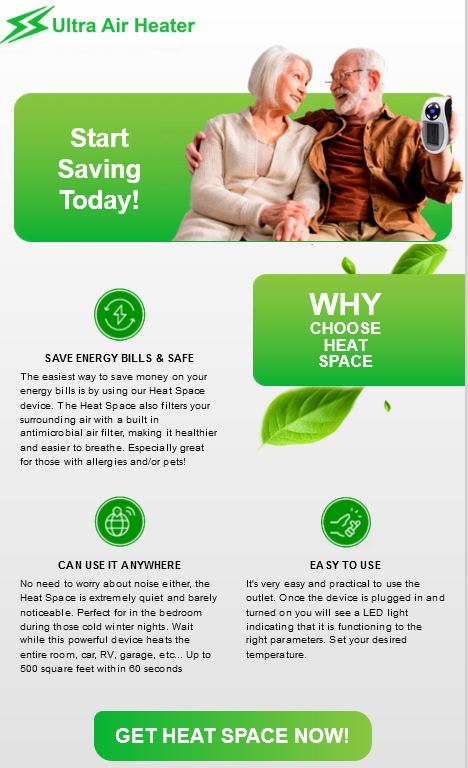 Ultra Air Heater
Start
Saving
Today!
WHY
CHOOSE
HEAT
SPACE
SAVE ENERGY BILLS & SAFE
The easiest way to save money on your
energy bills is by using our Heat Space
device. The Heat Space also filters your
surrounding air with a built in
antimicrobial air filter, making it healthier
and easier to breathe. Especially great
for those with allergies and/or pets!
CAN USE IT ANYWHERE
No need to worry about noise either, the
Heat Space is extremely quiet and barely
noticeable. Perfect for in the bedroom
during those cold winter nights. Wait
while this powerful device heats the
entire room, car, RV, garage, etc... Up to
500 square feet within 60 seconds
EASY TO USE
It's very easy and practical to use the
outlet. Once the device is plugged in and
turned on you will see a LED light
indicating that it is functioning to the
right parameters. Set your desired
temperature.
GET HEAT SPACE NOW!